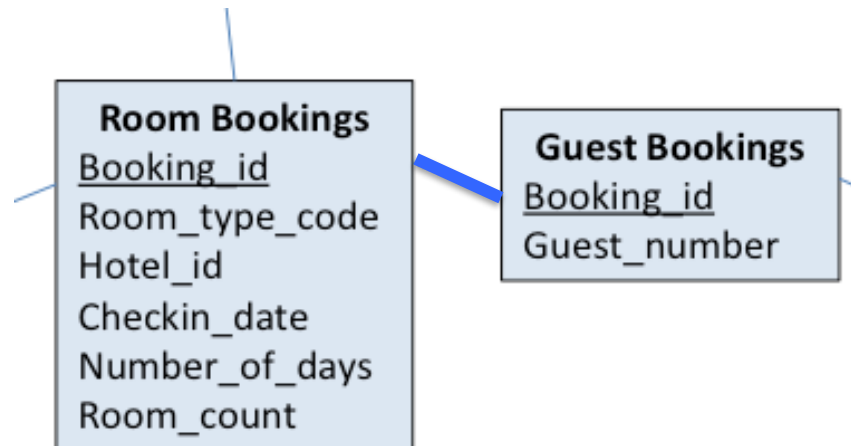 Room Bookings
Booking_id
Room_type_code
Hotel_id
Checkin_date
Number_of_days
Room_count
Guest Bookings
Booking_id
Guest_number